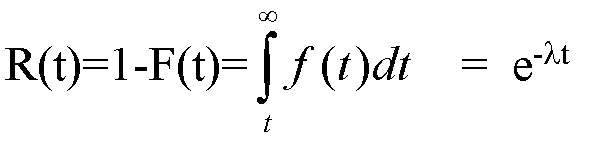 R(t)=1-F(t)=∫_t^∞ f(t)dt = e^{-λt}